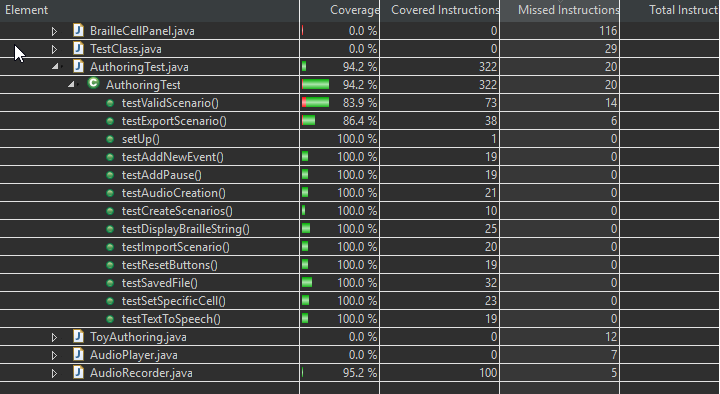 Element Coverage Covered Instructions Missed Instructions Total Instruct
BrailleCellPanel.java 0.0 % 0 116
TestClass.java 0.0 % 0 29
AuthoringTest.java 94.2 % 322 20
AuthoringTest 94.2 % 322 20
testValidScenario() 83.9 % 73 14
testExportScenario() 86.4 % 38 6
setUp() 100.0 % 1 0
testAddNewEvent() 100.0 % 19 0
testAddPause() 100.0 % 19 0
testAudioCreation() 100.0 % 21 0
testCreateScenarios() 100.0 % 10 0
testDisplayBrailleString() 100.0 % 25 0
testImportScenario() 100.0 % 20 0
testResetButtons() 100.0 % 19 0
testSavedFile() 100.0 % 32 0
testSetSpecificCell() 100.0 % 23 0
testTextToSpeech() 100.0 % 19 0
ToyAuthoring.java 0.0 % 0 12
AudioPlayer.java 0.0 % 0 7
AudioRecorder.java 95.2 % 100 5